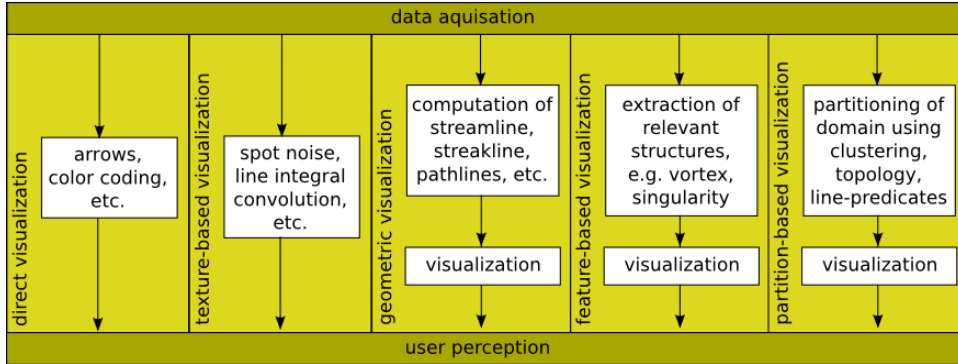 data aquisation
direct visualization
arrows,
color coding,
etc.
texture-based visualization
spot noise,
line integral
convolution,
etc.
geometric visualization
computation of
streamline,
streakline,
pathlines, etc.
visualization
feature-based visualization
extraction of
relevant
structures,
e.g. vortex,
singularity
visualization
partition-based visualization
partitioning of
domain using
clustering,
topology,
line-predicates
visualization
user perception